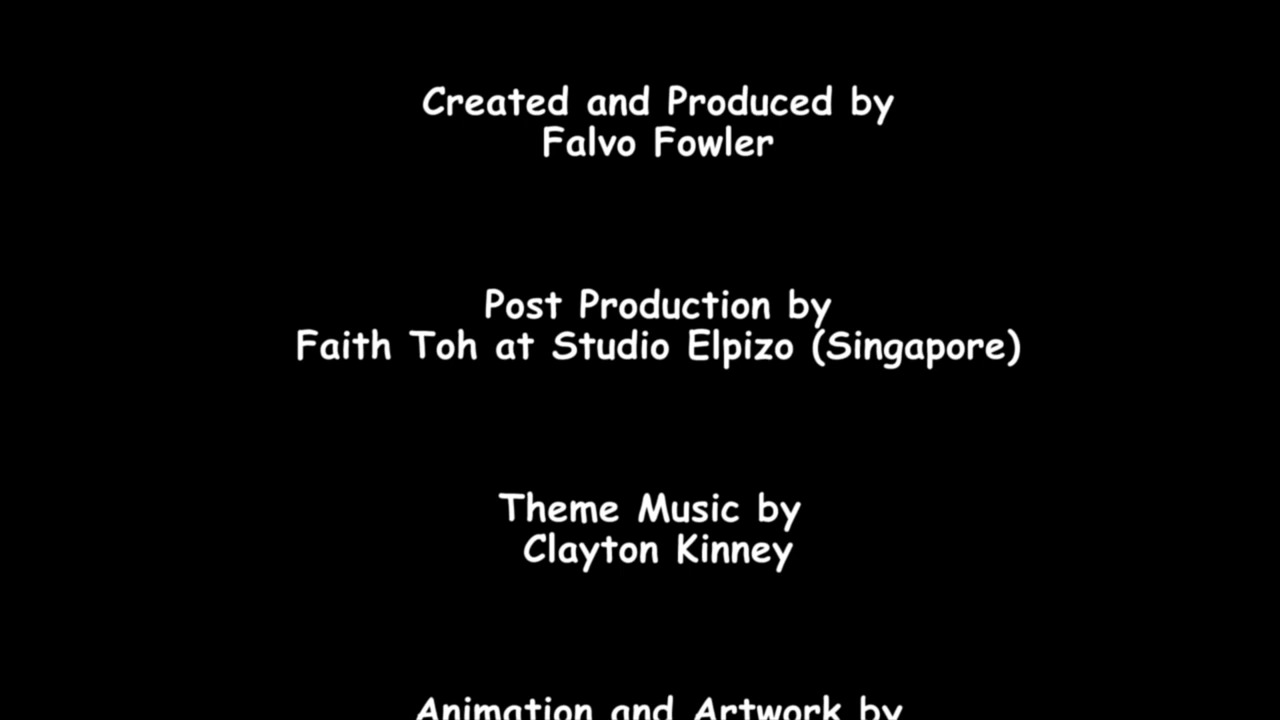 Created and Produced by
Falvo Fowler
Post Production by
Faith Toh at Studio Elpizo (Singapore)
Theme Music by
Clayton Kinney
Animation and Artwork by